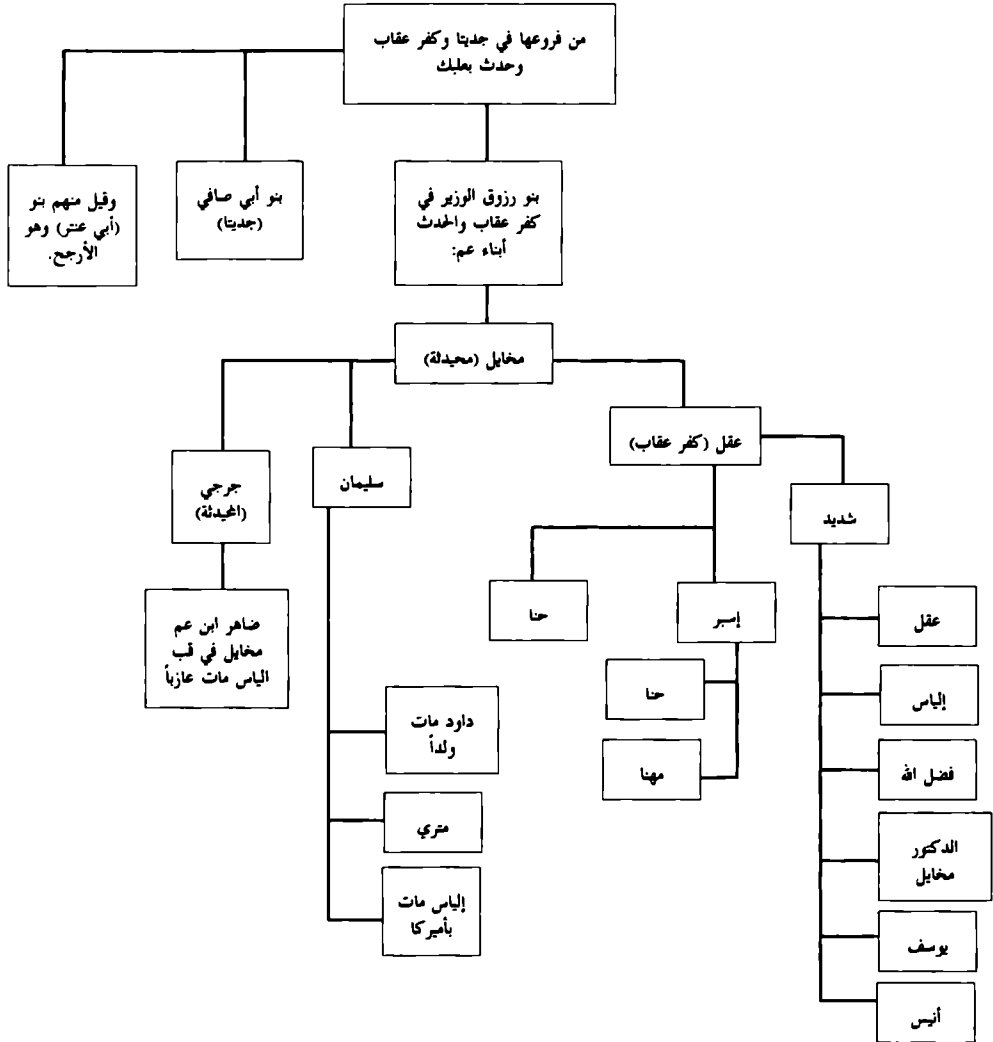 من فروعها في جديتا وكفر عقاب
وحدث بعلبك
بنو رزوق الوزير في
كفر عقاب والحدث
أبناء عم:
بنو أبي صافي
(جديتا)
وقيل منهم بنو
(أبي عنتر) وهو
الأرجح.
مخايل (محيدثة)
عقل (كفر عقاب)
سليمان
جرجي
(المحيدثة)
شديد
إسبر
حنا
ضاهر ابن عم
مخايل في قب
الياس مات عازباً
عقل
إلياس
فضل الله
الدكتور
مخايل
يوسف
أنيس
حنا
مهنا
داود مات
ولداً
متري
إلياس مات
بأميركا